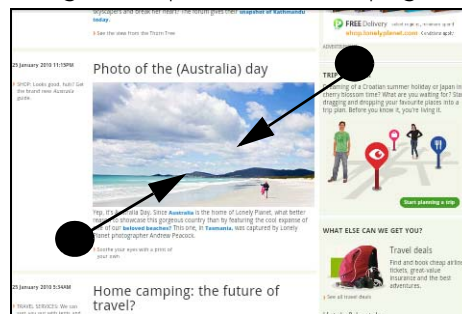 skyscrapers and break her heart? The forum gives their snapshot of Kathmandu
today.
See the view from the Thorn Tree
25 January 2010 11:15PM
SHOP: Looks good, huh? Get
the brand new Australia
guide.
Photo of the (Australia) day
Yep, it's Australia Day. Since Australia is the home of Lonely Planet, what better
to showcase this gorgeous country than by featuring the cool expanse of
of our beloved beaches? This one, in Tasmania, was captured by Lonely
Planet photographer Andrew Peacock.
Soothe your eyes with a print of
your own
25 January 2010 5:34AM
TRAVEL SERVICES: We can
Home camping: the future of
travel?
FREE Delivery
shop.lonelyplanet.com
ADVERTISEMENT
TRIP
of a Croatian summer holiday or Japan in
cherry blossom time? What are you waiting for? Start
dragging and dropping your favourite places into a
trip plan. Before you know it, you're living it.
Start planning a trip
WHAT ELSE CAN WE GET YOU?
Travel deals
Find and book cheap airline
tickets, great-value
insurance and the best
adventures.
See all travel deals